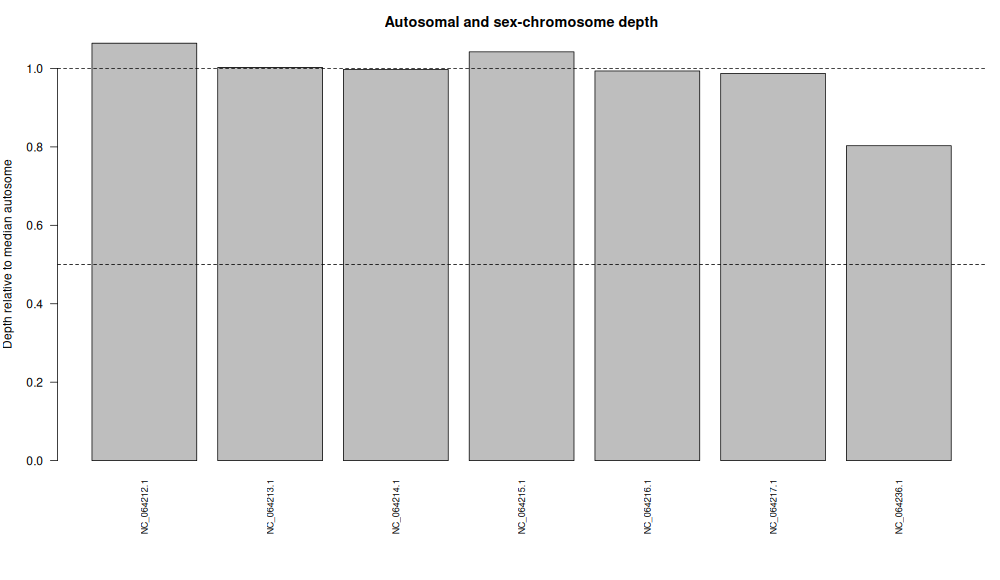 Autosomal and sex-chromosome depth
Depth relative to median autosome
1.0
0.8
0.6
0.4
0.2
0.0
NC_064212.1
NC_064213.1
NC_064214.1
NC_064215.1
NC_064216.1
NC_064217.1
NC_064236.1